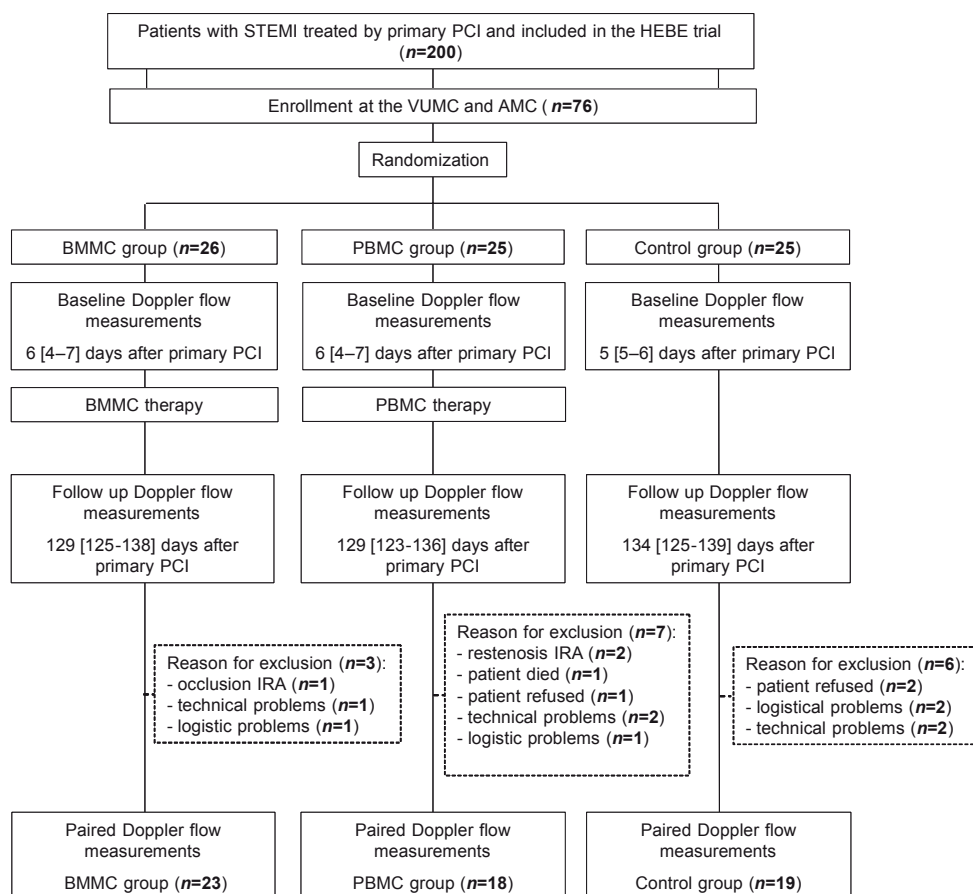 Patients with STEMI treated by primary PCI and included in the HEBE trial
(n=200)
Enrollment at the VUMC and AMC ( n=76)
Randomization
BMMC group (n=26)
PBMC group (n=25)
Control group (n=25)
Baseline Doppler flow
measurements
6 [4–7] days after primary PCI
Baseline Doppler flow
measurements
6 [4–7] days after primary PCI
Baseline Doppler flow
measurements
5 [5–6] days after primary PCI
BMMC therapy
PBMC therapy
Follow up Doppler flow
measurements
129 [125-138] days after
primary PCI
Follow up Doppler flow
measurements
129 [123-136] days after
primary PCI
Follow up Doppler flow
measurements
134 [125-139] days after
primary PCI
Reason for exclusion (n=3):
- occlusion IRA (n=1)
- technical problems (n=1)
- logistic problems (n=1)
Reason for exclusion (n=7):
- restenosis IRA (n=2)
- patient died (n=1)
- patient refused (n=1)
- technical problems (n=2)
- logistic problems (n=1)
Reason for exclusion (n=6):
- patient refused (n=2)
- logistical problems (n=2)
- technical problems (n=2)
Paired Doppler flow
measurements
BMMC group (n=23)
Paired Doppler flow
measurements
PBMC group (n=18)
Paired Doppler flow
measurements
Control group (n=19)